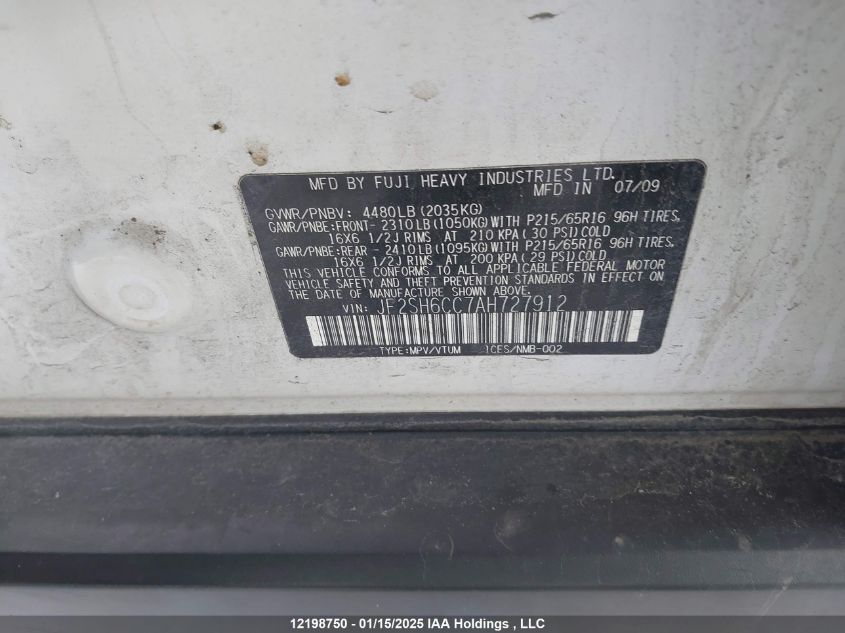 MFD BY FUJI HEAVY INDUSTRIES LTD.
MFD IN 07/09
GVWR/PNBV: 4480LB(2035KG)
GAWR/PNBE:FRONT- 2310LB(1050KG)WITH P215/65R16 96H TIRES.
16X6 1/2J RIMS AT 210 KPA( 30 PSI)COLD
GAWR/PNBE:REAR - 2410LB(1095KG)WITH P215/65R16 96H TIRES.
16X6 1/2J RIMS AT 200 KPA( 29 PSI)COLD
THIS VEHICLE CONFORMS TO ALL APPLICABLE FEDERAL MOTOR
VEHICLE SAFETY AND THEFT PREVENTION STANDARDS IN EFFECT ON
THE DATE OF MANUFACTURE SHOWN ABOVE.
VIN: JF2SH6CC7AH727912
TYPE:MPV/VTUM ICES/NMB-002
12198750 - 01/15/2025 IAA Holdings , LLC